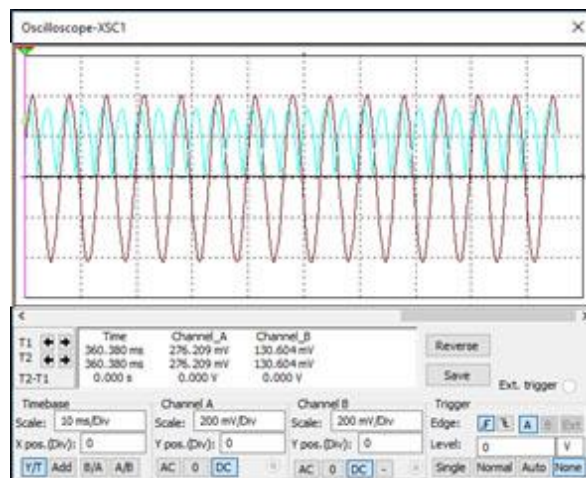 Oscilloscope-XSC1
T1
T2
T2-T1
Time Channel_A Channel_B
360.380 ms 276.209 mV 130.604 mV
360.380 ms 276.209 mV 130.604 mV
0.000 s 0.000 V 0.000 V
Reverse
Save
Ext. trigger
Timebase Channel A Channel B Trigger
Scale: 10 ms/Div Scale: 200 mV/Div Scale: 200 mV/Div Edge: A B Ext
X pos.(Div): 0 Y pos.(Div): 0 Y pos.(Div): 0 Level: 0 V
Y/T Add B/A A/B AC 0 DC AC 0 DC - Single Normal Auto None